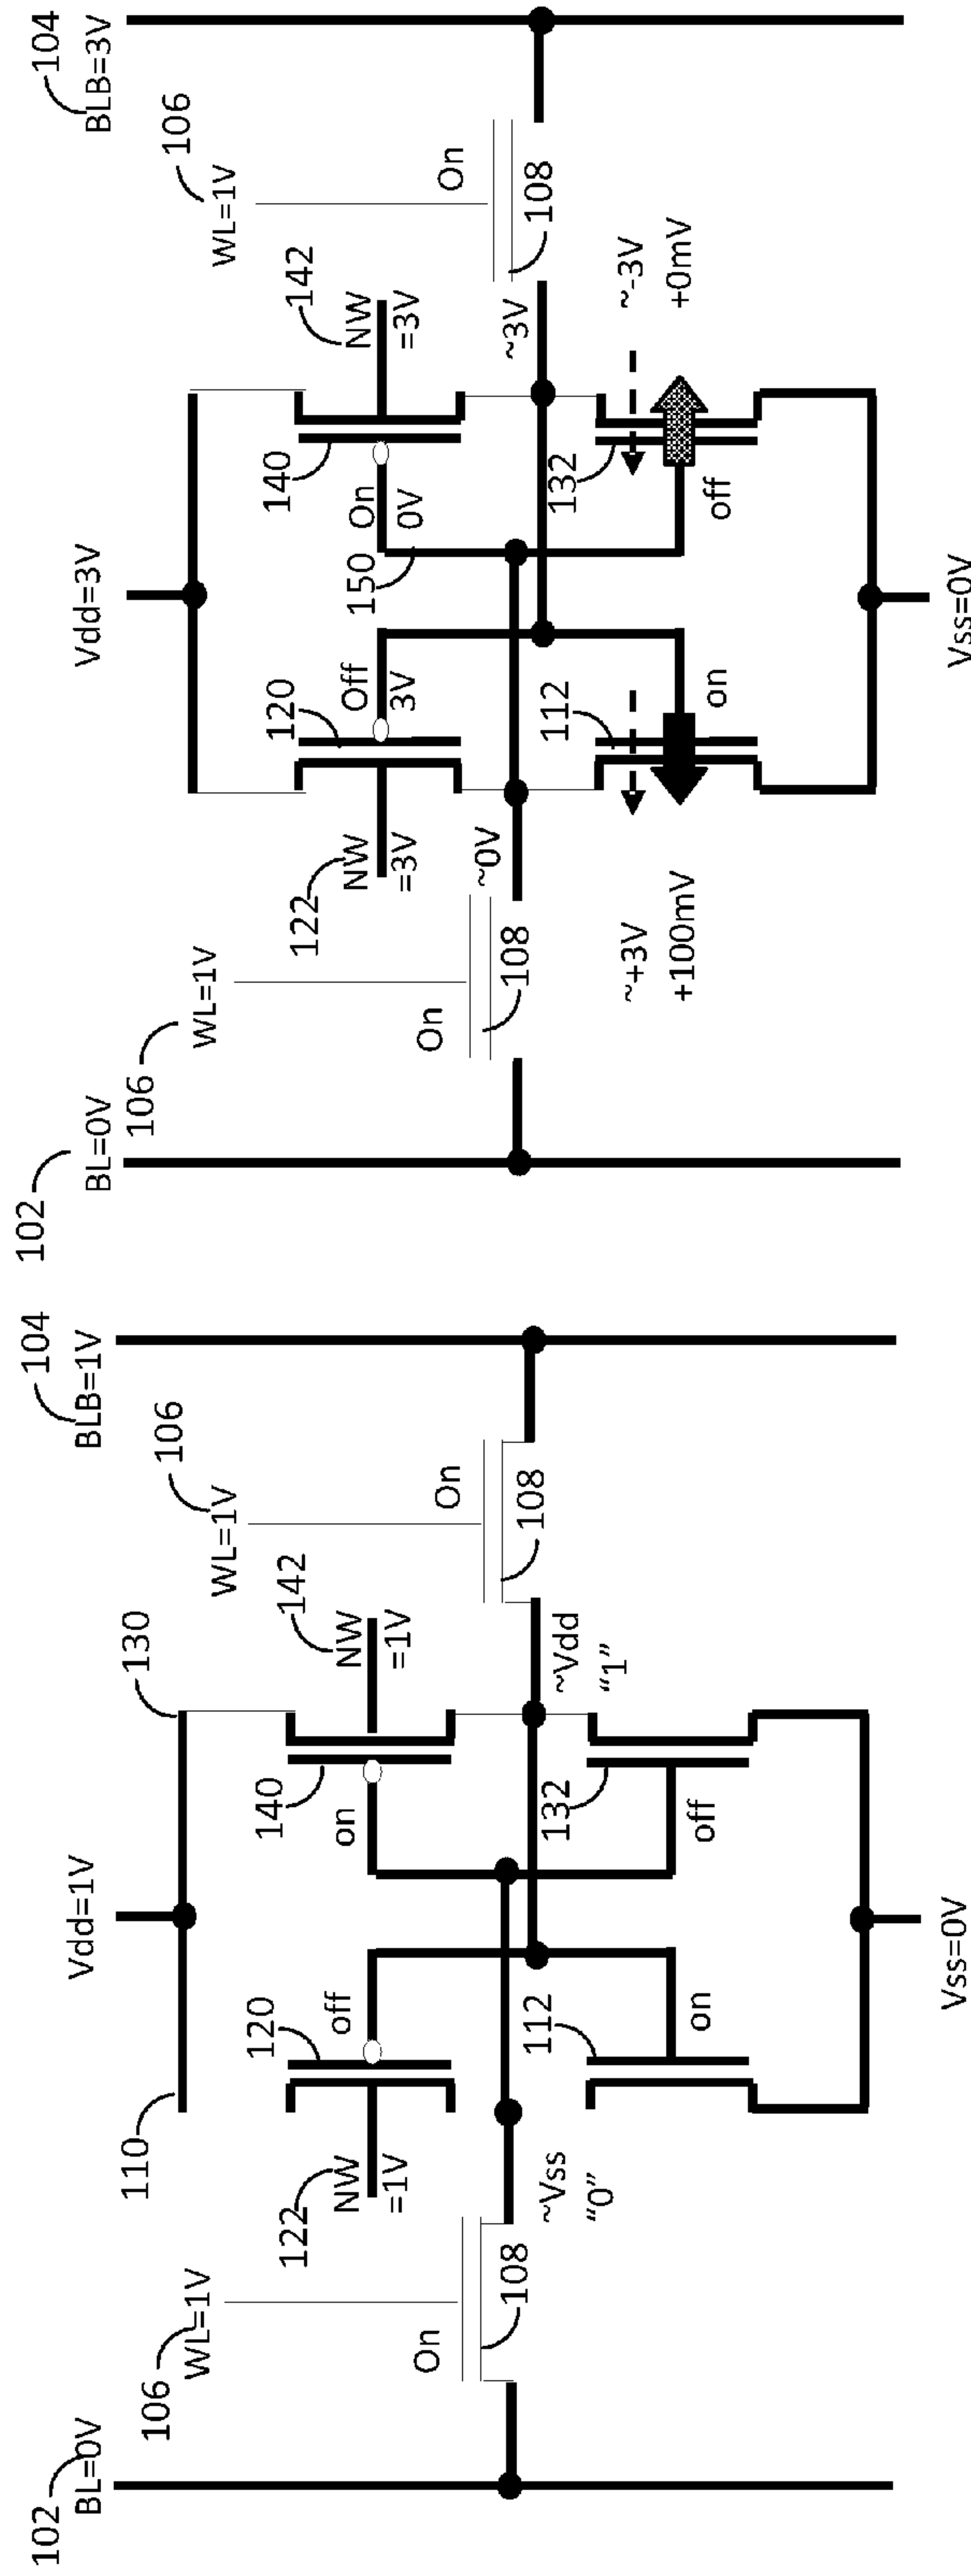 102
BL=0V
106
WL=1V
On
108
110
122
NW
=1V
120
off
~Vss
"0"
112
on
Vdd=1V
Vss=0V
130
140
on
142
NW
=1V
132
off
~Vdd
"1"
106
WL=1V
On
108
104
BLB=1V
102
BL=0V
106
WL=1V
On
108
~0V
122
NW
=3V
120
Off
3V
112
on
~+3V
+100mV
Vdd=3V
Vss=0V
150
140
On
0V
142
NW
=3V
132
off
~3V
~-3V
+0mV
106
WL=1V
On
108
104
BLB=3V